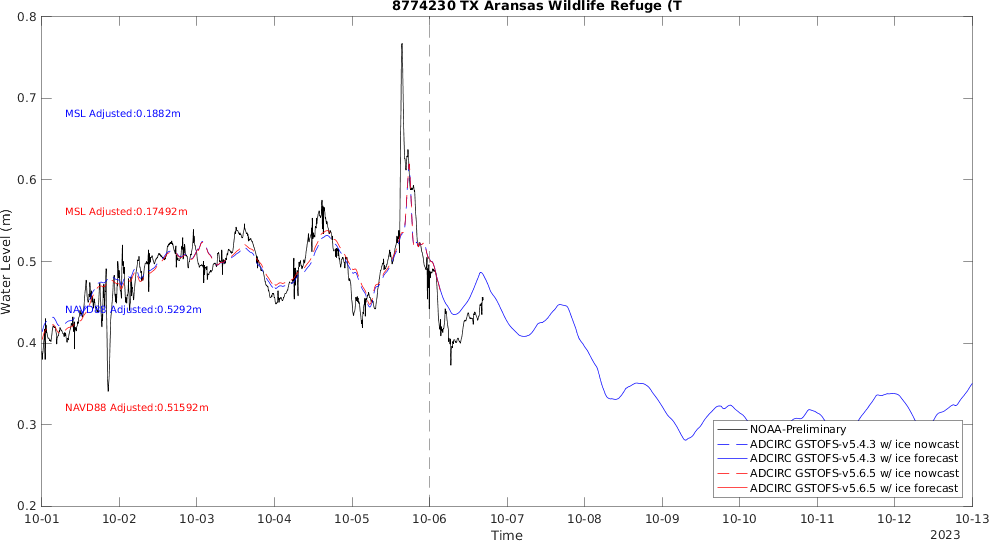 8774230 TX Aransas Wildlife Refuge (T
0.8
0.7
0.6
0.5
0.4
0.3
0.2
Water Level (m)
MSL Adjusted:0.1882m
MSL Adjusted:0.17492m
NAVD88 Adjusted:0.5292m
NAVD88 Adjusted:0.51592m
NOAA-Preliminary
ADCIRC GSTOFS-v5.4.3 w/ ice nowcast
ADCIRC GSTOFS-v5.4.3 w/ ice forecast
ADCIRC GSTOFS-v5.6.5 w/ ice nowcast
ADCIRC GSTOFS-v5.6.5 w/ ice forecast
10-01 10-02 10-03 10-04 10-05 10-06 10-07 10-08 10-09 10-10 10-11 10-12 10-13
Time
2023